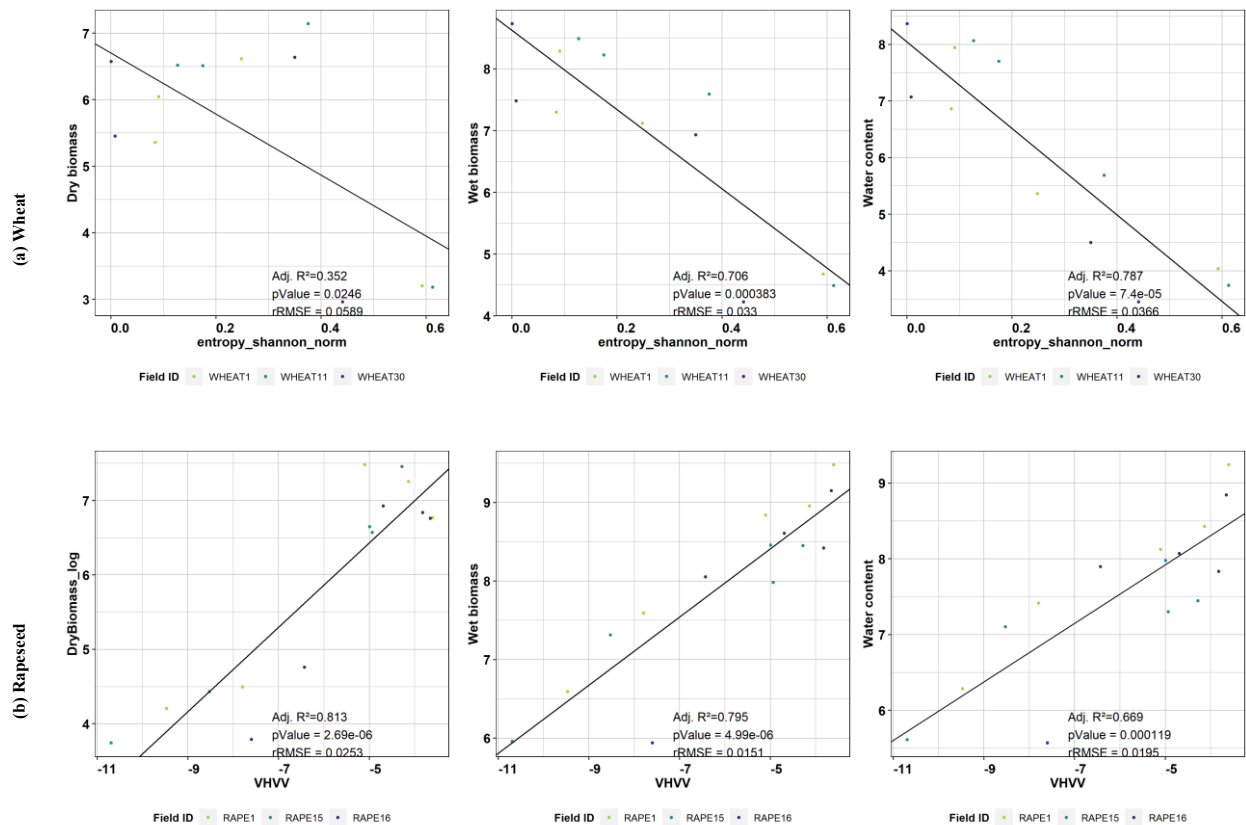 (a) Wheat
Dry biomass
7
6
5
4
3
Adj. R²=0.352
pValue = 0.0246
rRMSE = 0.0589
0.0 0.2 0.4 0.6
entropy_shannon_norm
Field ID WHEAT1 WHEAT11 WHEAT30
Wet biomass
8
7
6
5
4
Adj. R²=0.706
pValue = 0.000383
rRMSE = 0.033
0.0 0.2 0.4 0.6
entropy_shannon_norm
Field ID WHEAT1 WHEAT11 WHEAT30
Water content
8
7
6
5
4
Adj. R²=0.787
pValue = 7.4e-05
rRMSE = 0.0366
0.0 0.2 0.4 0.6
entropy_shannon_norm
Field ID WHEAT1 WHEAT11 WHEAT30
(b) Rapeseed
DryBiomass_log
7
6
5
4
Adj. R²=0.813
pValue = 2.69e-06
rRMSE = 0.0253
-11 -9 -7 -5
VHVV
Field ID RAPE1 RAPE15 RAPE16
Wet biomass
9
8
7
6
Adj. R²=0.795
pValue = 4.99e-06
rRMSE = 0.0151
-11 -9 -7 -5
VHVV
Field ID RAPE1 RAPE15 RAPE16
Water content
9
8
7
6
Adj. R²=0.669
pValue = 0.000119
rRMSE = 0.0195
-11 -9 -7 -5
VHVV
Field ID RAPE1 RAPE15 RAPE16